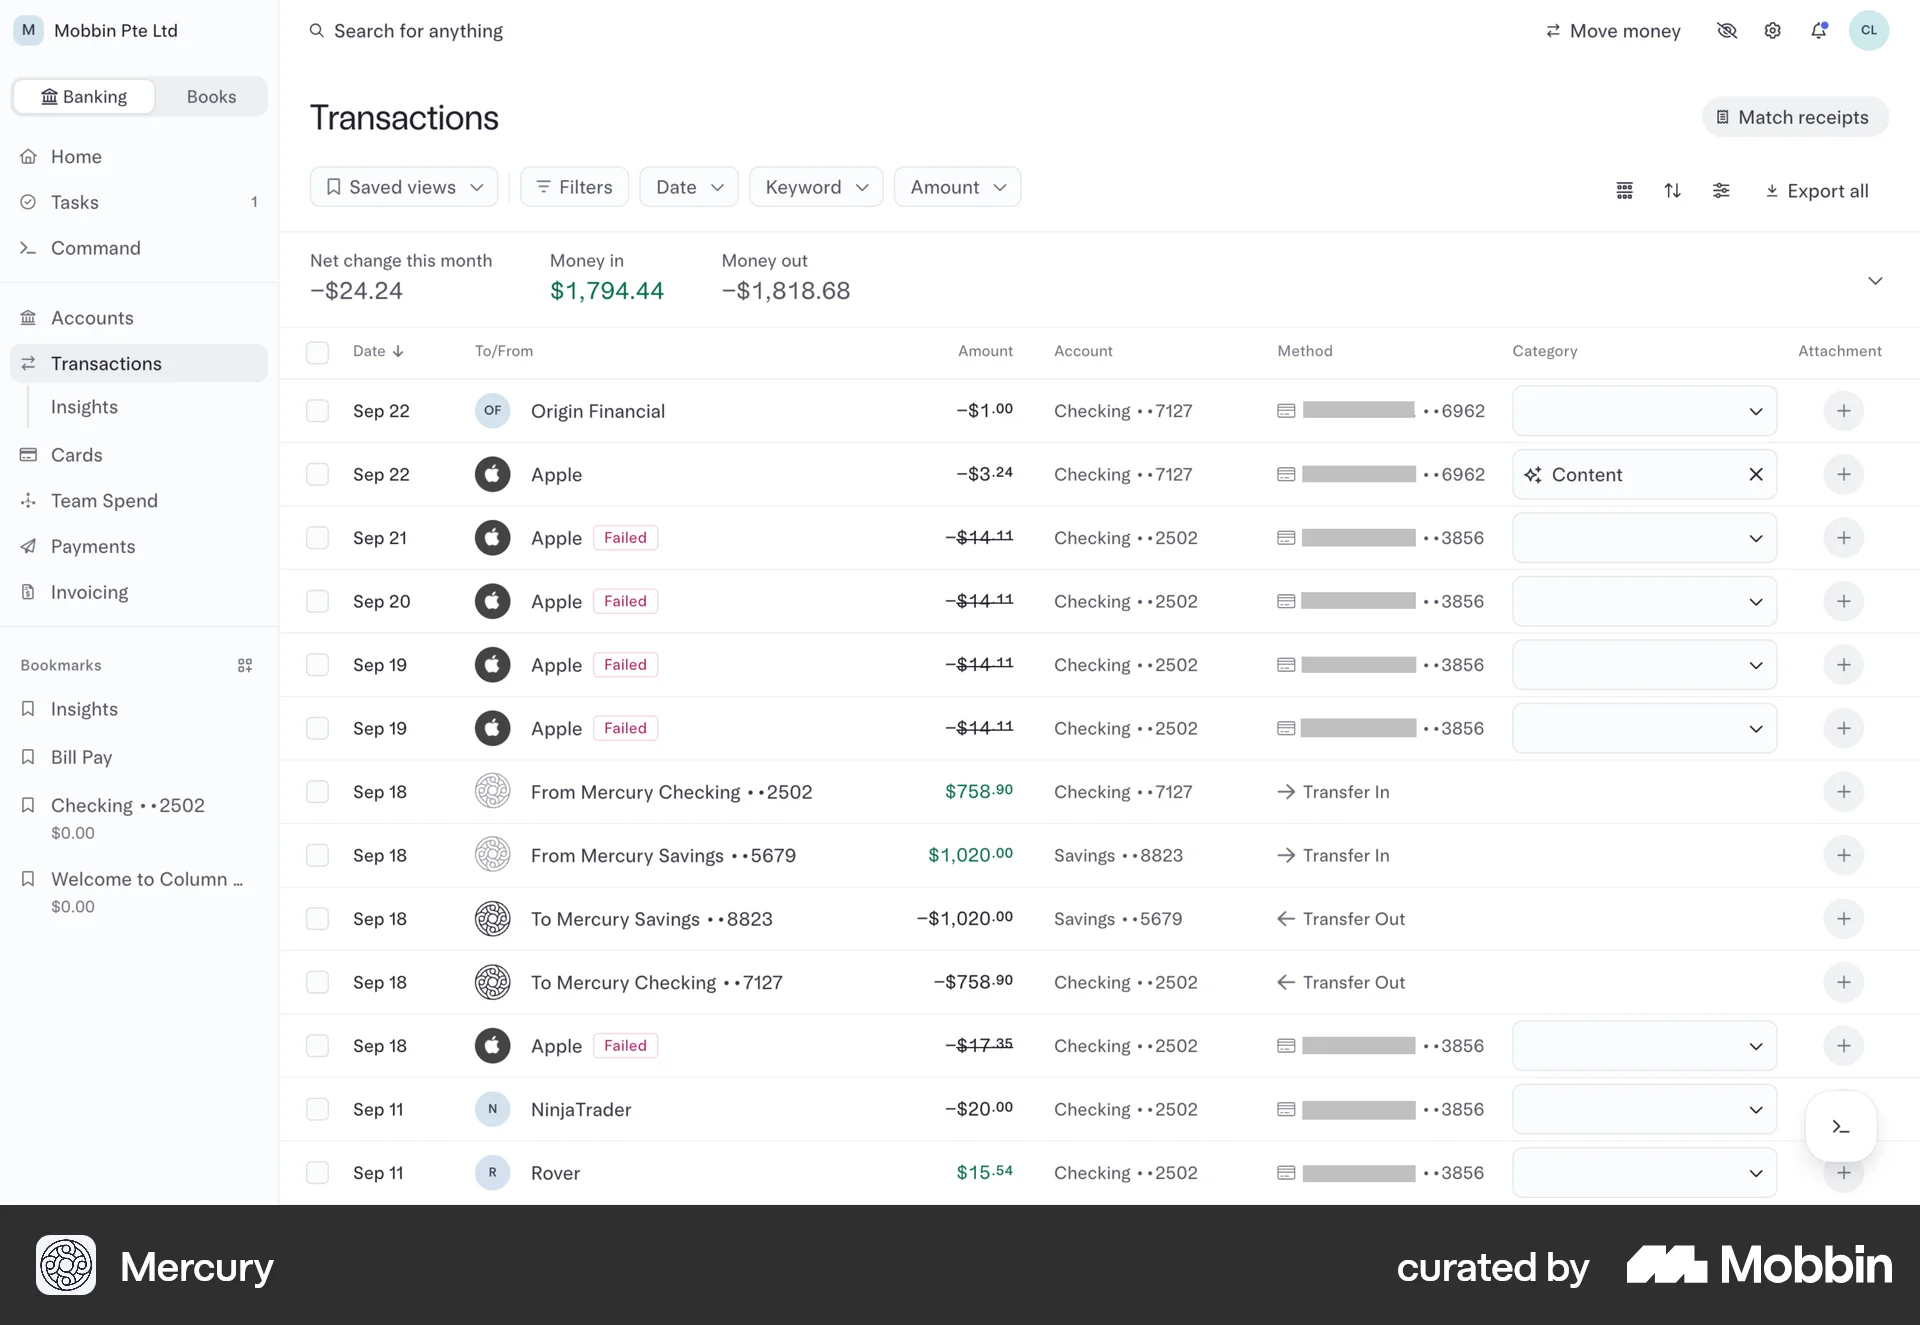 M Mobbin Pte Ltd
Search for anything
Move money
CL
Banking
Books
Home
Tasks 1
Command
Accounts
Transactions
Insights
Cards
Team Spend
Payments
Invoicing
Bookmarks
Insights
Bill Pay
Checking ••2502
$0.00
Welcome to Column ...
$0.00
Transactions
Match receipts
Saved views
Filters
Date
Keyword
Amount
Export all
Net change this month
−$24.24
Money in
$1,794.44
Money out
−$1,818.68
Date To/From Amount Account Method Category Attachment
Sep 22 OF Origin Financial −$1.00 Checking ••7127 ••6962
Sep 22 Apple −$3.24 Checking ••7127 ••6962 Content
Sep 21 Apple Failed −$14.11 Checking ••2502 ••3856
Sep 20 Apple Failed −$14.11 Checking ••2502 ••3856
Sep 19 Apple Failed −$14.11 Checking ••2502 ••3856
Sep 19 Apple Failed −$14.11 Checking ••2502 ••3856
Sep 18 From Mercury Checking ••2502 $758.90 Checking ••7127 Transfer In
Sep 18 From Mercury Savings ••5679 $1,020.00 Savings ••8823 Transfer In
Sep 18 To Mercury Savings ••8823 −$1,020.00 Savings ••5679 Transfer Out
Sep 18 To Mercury Checking ••7127 −$758.90 Checking ••2502 Transfer Out
Sep 18 Apple Failed −$17.35 Checking ••2502 ••3856
Sep 11 N NinjaTrader −$20.00 Checking ••2502 ••3856
Sep 11 R Rover $15.54 Checking ••2502 ••3856
Mercury
curated by Mobbin